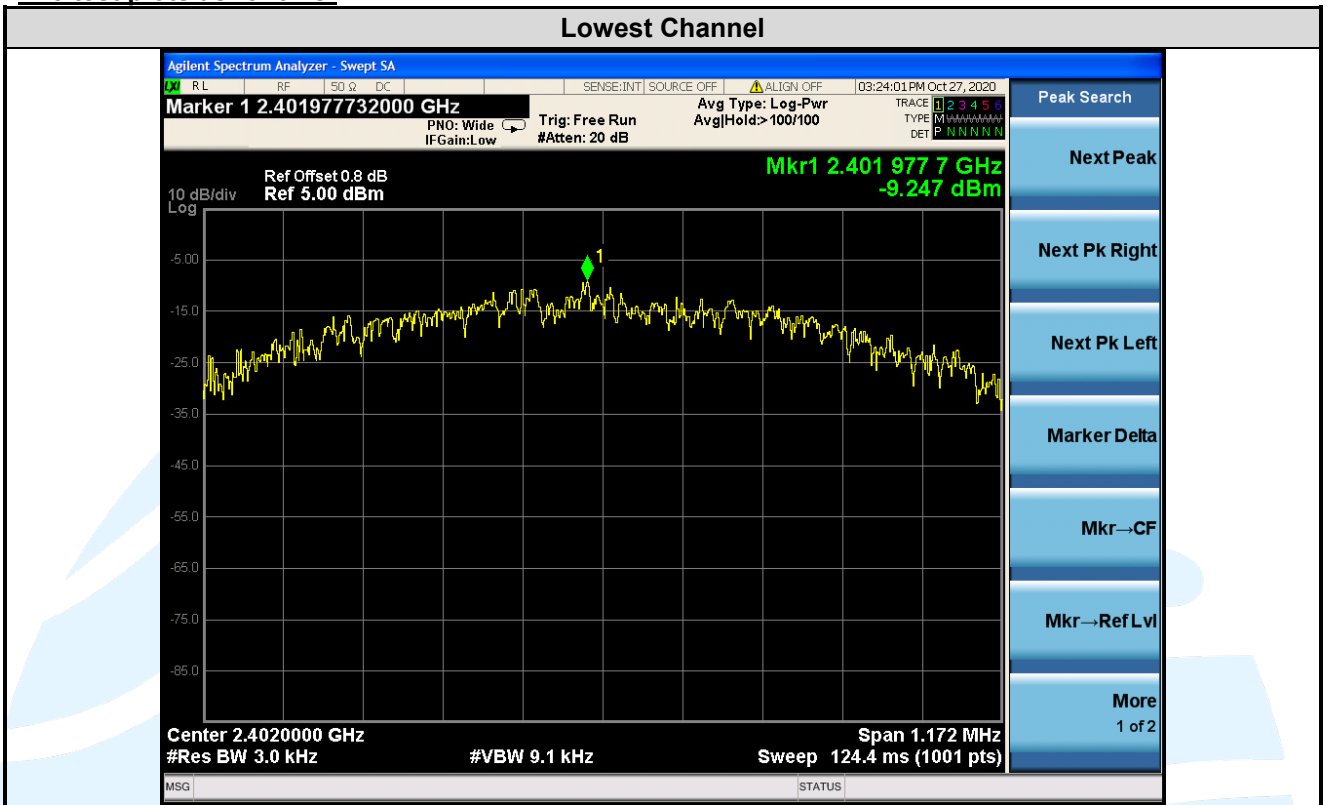 Lowest Channel
Agilent Spectrum Analyzer - Swept SA
LXI RL RF 50 Ω DC SENSE:INT SOURCE OFF ALIGN OFF 03:24:01 PM Oct 27, 2020
Marker 1 2.401977732000 GHz
PNO: Wide
IFGain:Low
Trig: Free Run
#Atten: 20 dB
Avg Type: Log-Pwr
Avg|Hold:>100/100
TRACE 1 2 3 4 5 6
TYPE M WWWWW
DET P N N N N N
Mkr1 2.401 977 7 GHz
-9.247 dBm
Ref Offset 0.8 dB
10 dB/div Ref 5.00 dBm
Log
1
-5.00
-15.0
-25.0
-35.0
-45.0
-55.0
-65.0
-75.0
-85.0
Center 2.4020000 GHz Span 1.172 MHz
#Res BW 3.0 kHz #VBW 9.1 kHz Sweep 124.4 ms (1001 pts)
MSG STATUS
Peak Search
Next Peak
Next Pk Right
Next Pk Left
Marker Delta
Mkr→CF
Mkr→Ref Lvl
More
1 of 2